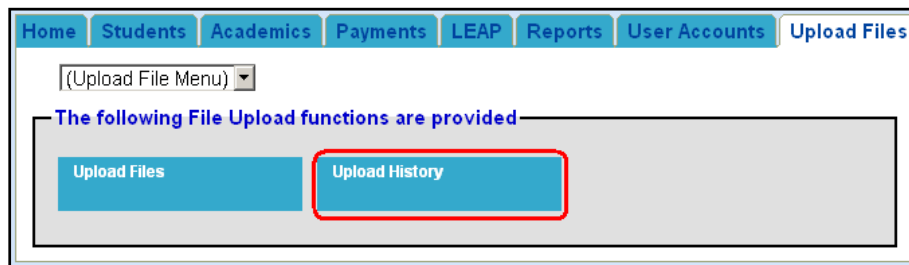 Home Students Academics Payments LEAP Reports User Accounts Upload Files
(Upload File Menu)
The following File Upload functions are provided
Upload Files Upload History